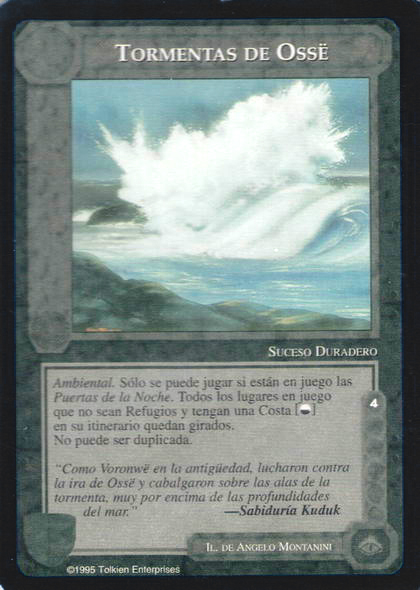 TORMENTAS DE OSSË
SUCESO DURADERO
Ambiental. Sólo se puede jugar si están en juego las
Puertas de la Noche. Todos los lugares en juego
que no sean Refugios y tengan una Costa [ ]
en su itinerario quedan girados.
No puede ser duplicada.
4
“Como Voronwë en la antigüedad, lucharon contra
la ira de Ossë y cabalgaron sobre las alas de la
tormenta, muy por encima de las profundidades
del mar.” —Sabiduría Kuduk
IL. DE ANGELO MONTANINI
©1995 Tolkien Enterprises